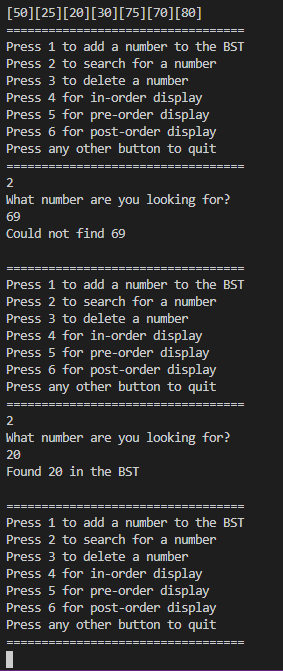 [50][25][20][30][75][70][80]
==================================
Press 1 to add a number to the BST
Press 2 to search for a number
Press 3 to delete a number
Press 4 for in-order display
Press 5 for pre-order display
Press 6 for post-order display
Press any other button to quit
==================================
2
What number are you looking for?
69
Could not find 69
==================================
Press 1 to add a number to the BST
Press 2 to search for a number
Press 3 to delete a number
Press 4 for in-order display
Press 5 for pre-order display
Press 6 for post-order display
Press any other button to quit
==================================
2
What number are you looking for?
20
Found 20 in the BST
==================================
Press 1 to add a number to the BST
Press 2 to search for a number
Press 3 to delete a number
Press 4 for in-order display
Press 5 for pre-order display
Press 6 for post-order display
Press any other button to quit
==================================